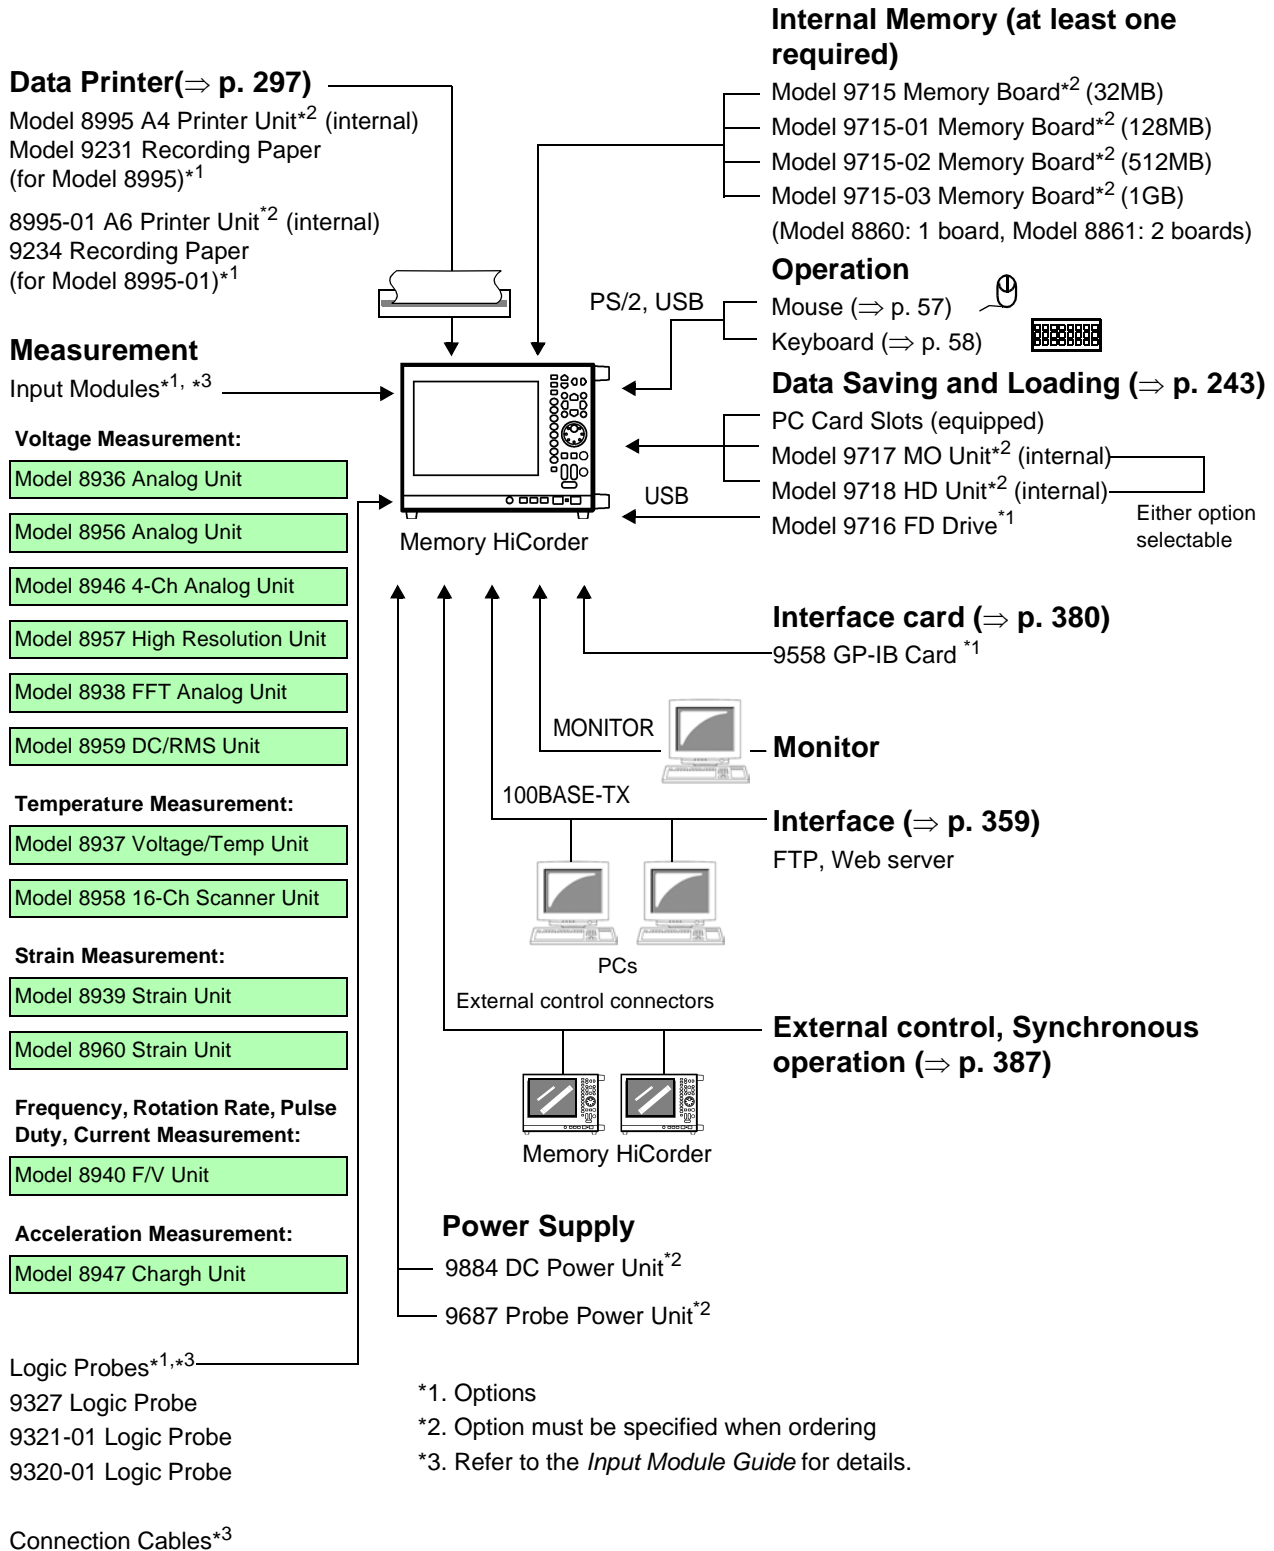 Internal Memory (at least one
required)
Model 9715 Memory Board*2 (32MB)
Model 9715-01 Memory Board*2 (128MB)
Model 9715-02 Memory Board*2 (512MB)
Model 9715-03 Memory Board*2 (1GB)
(Model 8860: 1 board, Model 8861: 2 boards)
Data Printer(⇒ p. 297)
Model 8995 A4 Printer Unit*2 (internal)
Model 9231 Recording Paper
(for Model 8995)*1
8995-01 A6 Printer Unit*2 (internal)
9234 Recording Paper
(for Model 8995-01)*1
Operation
PS/2, USB
Mouse (⇒ p. 57)
Keyboard (⇒ p. 58)
Data Saving and Loading (⇒ p. 243)
PC Card Slots (equipped)
Model 9717 MO Unit*2 (internal)
Model 9718 HD Unit*2 (internal)
Either option
selectable
USB
Model 9716 FD Drive*1
Memory HiCorder
Measurement
Input Modules*1, *3
Voltage Measurement:
Model 8936 Analog Unit
Model 8956 Analog Unit
Model 8946 4-Ch Analog Unit
Model 8957 High Resolution Unit
Model 8938 FFT Analog Unit
Model 8959 DC/RMS Unit
Temperature Measurement:
Model 8937 Voltage/Temp Unit
Model 8958 16-Ch Scanner Unit
Strain Measurement:
Model 8939 Strain Unit
Model 8960 Strain Unit
Frequency, Rotation Rate, Pulse
Duty, Current Measurement:
Model 8940 F/V Unit
Acceleration Measurement:
Model 8947 Chargh Unit
Interface card (⇒ p. 380)
9558 GP-IB Card *1
MONITOR
Monitor
100BASE-TX
Interface (⇒ p. 359)
FTP, Web server
PCs
External control connectors
External control, Synchronous
operation (⇒ p. 387)
Memory HiCorder
Power Supply
9884 DC Power Unit*2
9687 Probe Power Unit*2
Logic Probes*1,*3
9327 Logic Probe
9321-01 Logic Probe
9320-01 Logic Probe
Connection Cables*3
*1. Options
*2. Option must be specified when ordering
*3. Refer to the Input Module Guide for details.